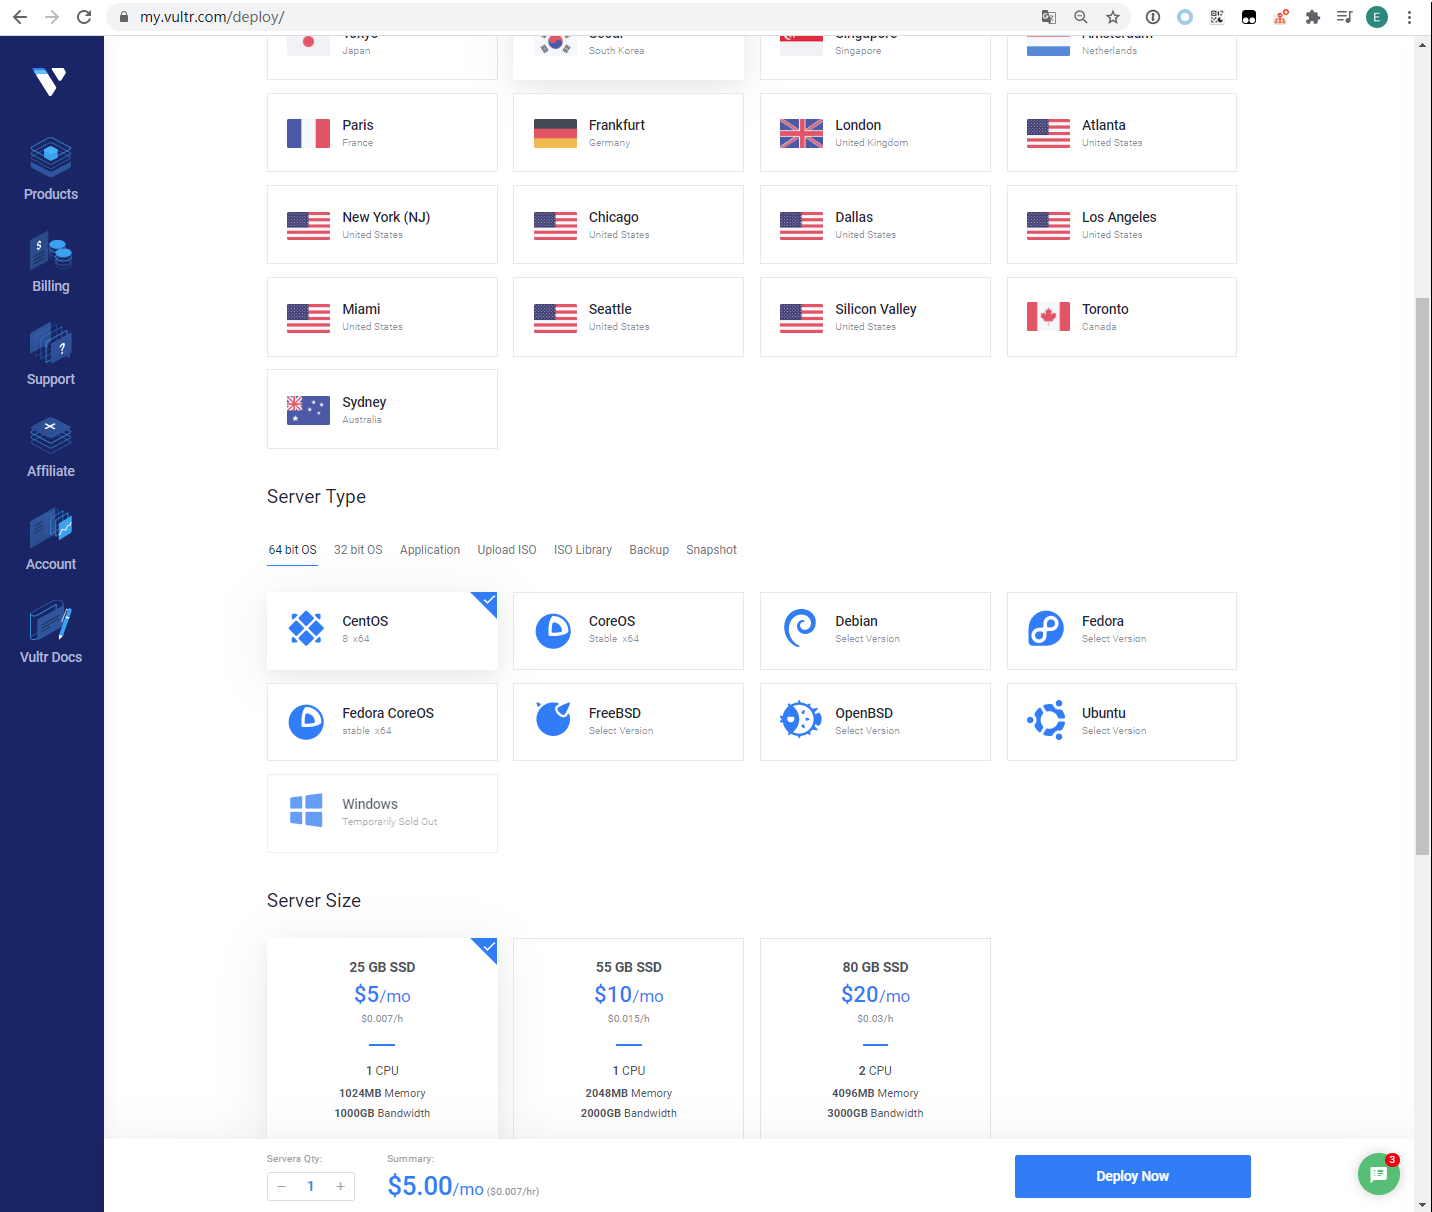 my.vultr.com/deploy/
E
Tokyo
Japan
Seoul
South Korea
Singapore
Singapore
Amsterdam
Netherlands
Paris
France
Frankfurt
Germany
London
United Kingdom
Atlanta
United States
New York (NJ)
United States
Chicago
United States
Dallas
United States
Los Angeles
United States
Miami
United States
Seattle
United States
Silicon Valley
United States
Toronto
Canada
Sydney
Australia
Products
Billing
Support
Affiliate
Account
Vultr Docs
Server Type
64 bit OS 32 bit OS Application Upload ISO ISO Library Backup Snapshot
CentOS
8 x64
CoreOS
Stable x64
Debian
Select Version
Fedora
Select Version
Fedora CoreOS
stable x64
FreeBSD
Select Version
OpenBSD
Select Version
Ubuntu
Select Version
Windows
Temporarily Sold Out
Server Size
25 GB SSD
$5/mo
$0.007/h
1 CPU
1024MB Memory
1000GB Bandwidth
55 GB SSD
$10/mo
$0.015/h
1 CPU
2048MB Memory
2000GB Bandwidth
80 GB SSD
$20/mo
$0.03/h
2 CPU
4096MB Memory
3000GB Bandwidth
Servers Qty:
− 1 +
Summary:
$5.00/mo ($0.007/hr)
Deploy Now
3